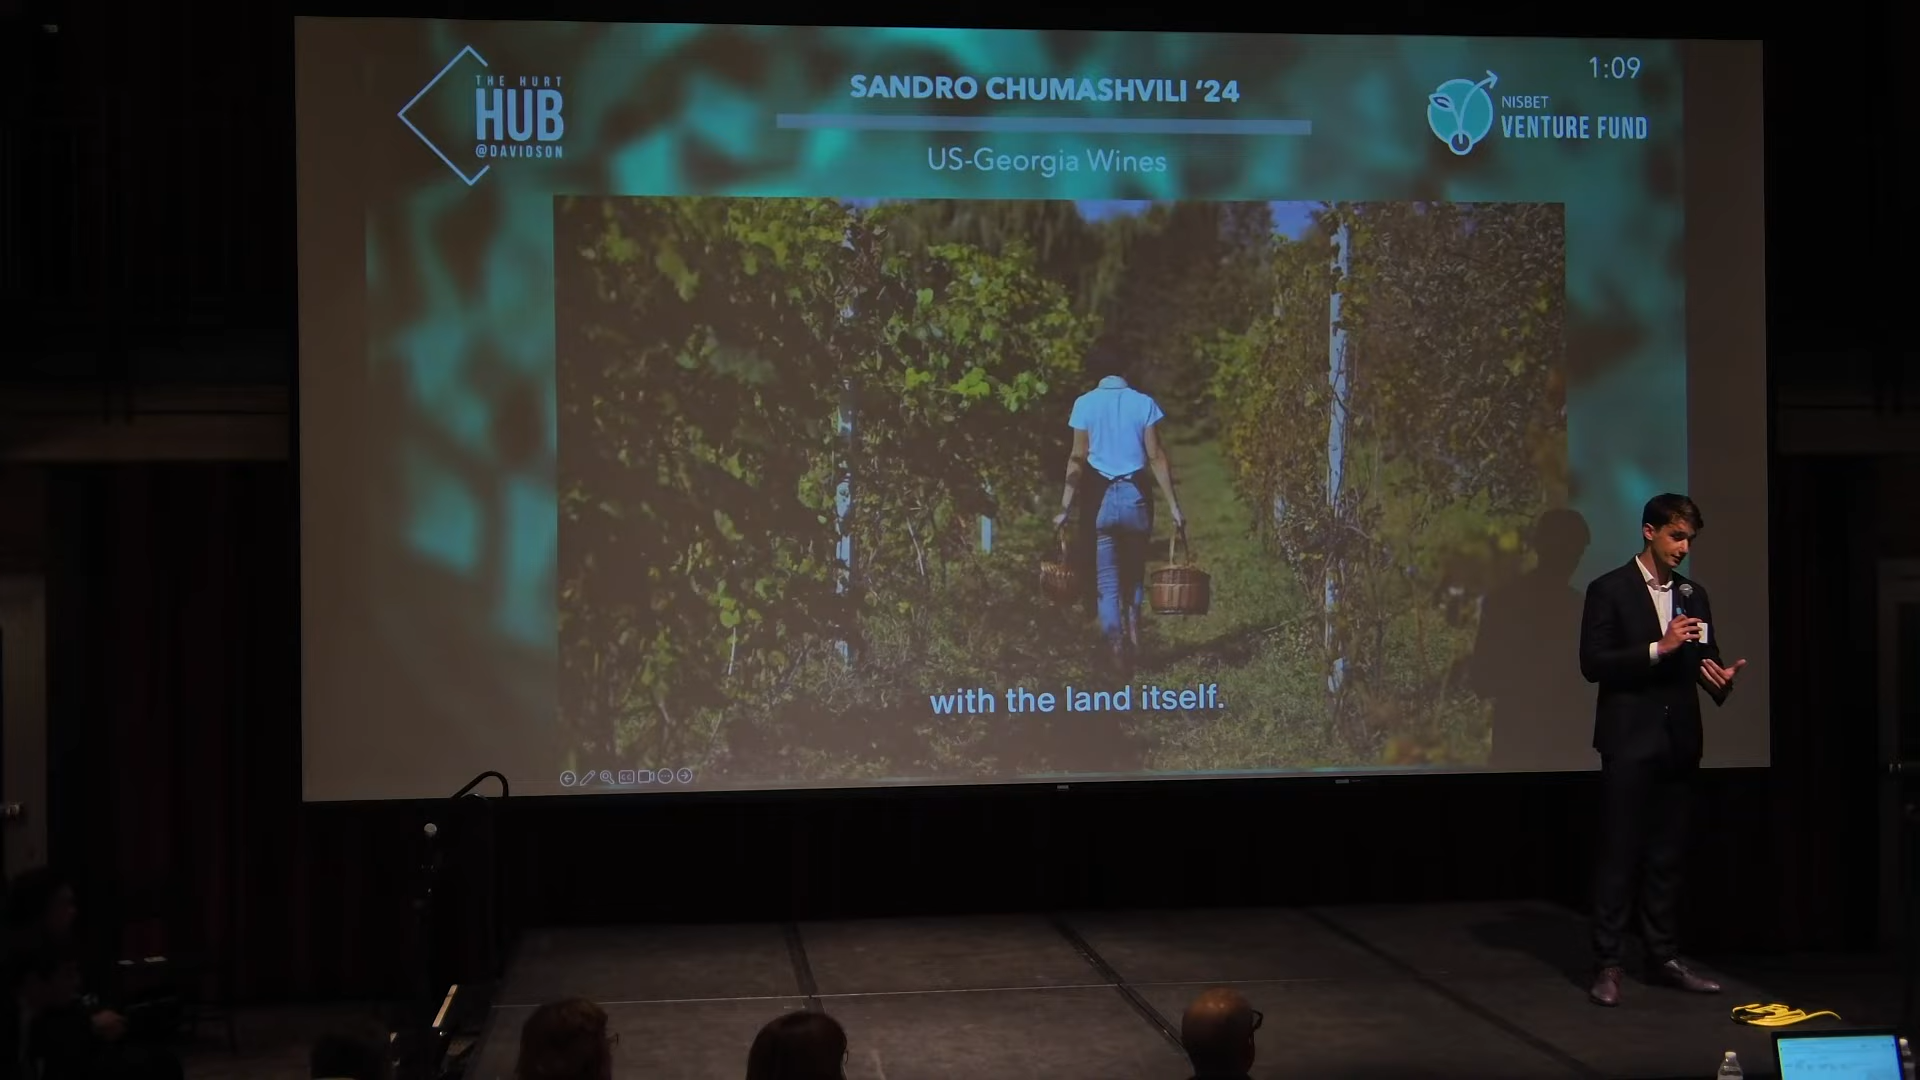 THE HURT
HUB
@DAVIDSON
SANDRO CHUMASHVILI ‘24
US-Georgia Wines
1:09
NISBET
VENTURE FUND
with the land itself.